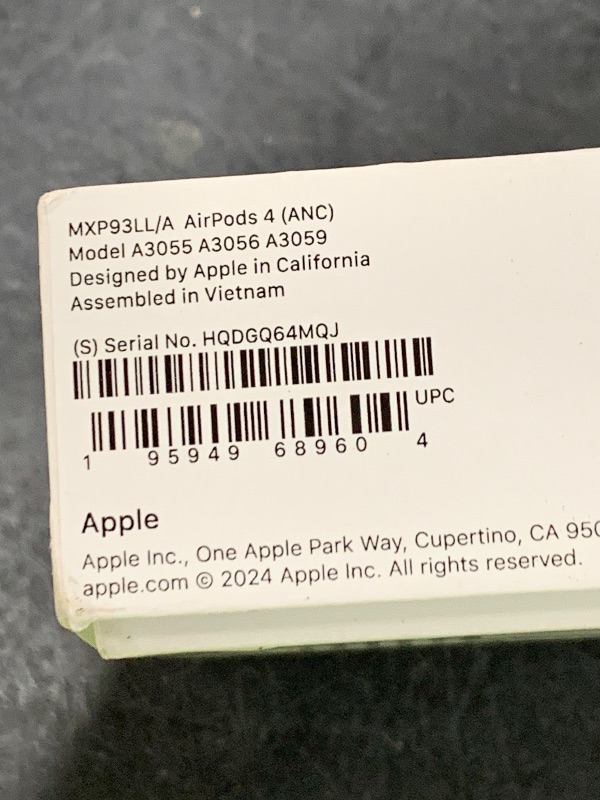 MXP93LL/A AirPods 4 (ANC)
Model A3055 A3056 A3059
Designed by Apple in California
Assembled in Vietnam
(S) Serial No. HQDGQ64MQJ
UPC
1 95949 68960 4
Apple
Apple Inc., One Apple Park Way, Cupertino, CA
apple.com © 2024 Apple Inc. All rights reserved.